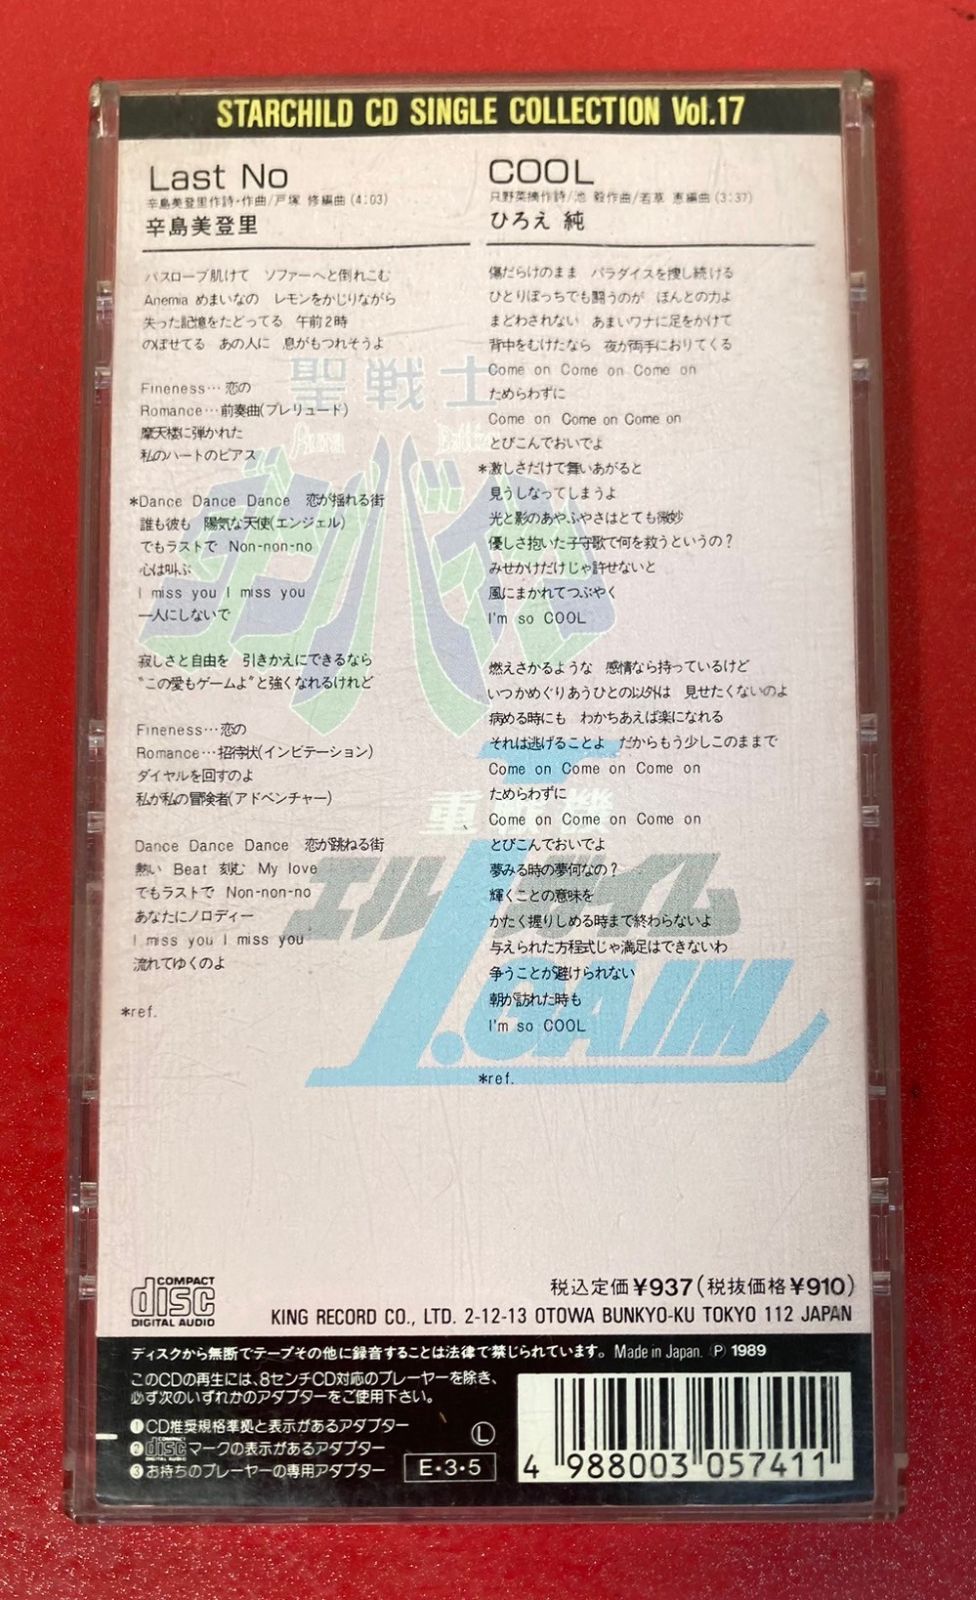 STARCHILD CD SINGLE COLLECTION Vol.17
Last No
辛島美登里作詩・作曲/戸塚 修編曲(4:03)
辛島美登里
バスローブ肌けて ソファーへと倒れこむ
Anemia めまいなの レモンをかじりながら
失った記憶をたどってる 午前2時
のぼせてる あの人に 息がもつれそうよ
Fineness…恋の
Romance…前奏曲(プレリュード)
摩天楼に弾かれた
私のハートのピアス
*Dance Dance Dance 恋が揺れる街
誰も彼も 陽気な天使(エンジェル)
でもラストで Non-non-no
心は叫ぶ
I miss you I miss you
一人にしないで
寂しさと自由を 引きかえにできるなら
"この愛もゲームよ"と強くなれるけれど
Fineness…恋の
Romance…招待状(インビテーション)
ダイヤルを回すのよ
私が私の冒険者(アドベンチャー)
Dance Dance Dance 恋が跳ねる街
熱い Beat 刻む My love
でもラストで Non-non-no
あなたにノロディー
I miss you I miss you
流れてゆくのよ
*ref.
COOL
只野菜摘作詩/池 毅作曲/若草 恵編曲(3:37)
ひろえ 純
傷だらけのまま パラダイスを捜し続ける
ひとりぼっちでも闘うのが ほんとの力よ
まどわされない あまいワナに足をかけて
背中をむけたなら 夜が両手におりてくる
Come on Come on Come on
ためらわずに
Come on Come on Come on
とびこんでおいでよ
*激しさだけで舞いあがると
見うしなってしまうよ
光と影のあやふやさはとても微妙
優しさ抱いた子守歌で何を救うというの?
みせかけだけじゃ許せないと
風にまかれてつぶやく
I'm so COOL
燃えさかるような 感情なら持っているけど
いつかめぐりあうひとの以外は 見せたくないのよ
病める時にも わかちあえば楽になれる
それは逃げることよ だからもう少しこのままで
Come on Come on Come on
ためらわずに
Come on Come on Come on
とびこんでおいでよ
夢みる時の夢何なの?
輝くことの意味を
かたく握りしめる時まで終わらないよ
与えられた方程式じゃ満足はできないわ
争うことが避けられない
朝が訪れた時も
I'm so COOL
*ref.
聖戦士
ダンバイン
重機
エルガイム
L.GAIM
COMPACT
disc
DIGITAL AUDIO
税込定価¥937(税抜価格¥910)
KING RECORD CO., LTD. 2-12-13 OTOWA BUNKYO-KU TOKYO 112 JAPAN
ディスクから無断でテープその他に録音することは法律で禁じられています。 Made in Japan. Ⓟ 1989
このCDの再生には、8センチCD対応のプレーヤーを除き、
必ず次のいずれかのアダプターをご使用下さい。
❶CD推奨規格準拠と表示があるアダプター
❷disc マークの表示があるアダプター
❸お持ちのプレーヤーの専用アダプター
Ⓛ
E・3・5
4 988003 057411